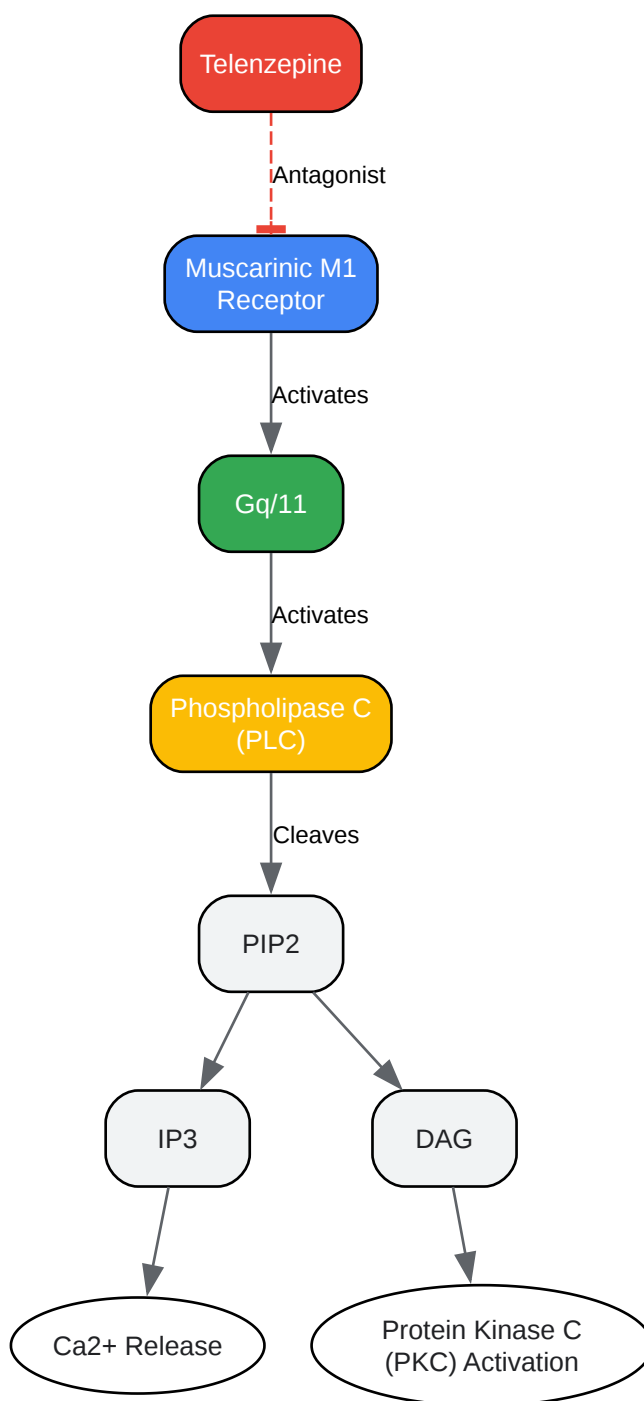 Telenzepine
Antagonist
Muscarinic M1
Receptor
Activates
Gq/11
Activates
Phospholipase C
(PLC)
Cleaves
PIP2
IP3
DAG
Ca2+ Release
Protein Kinase C
(PKC) Activation